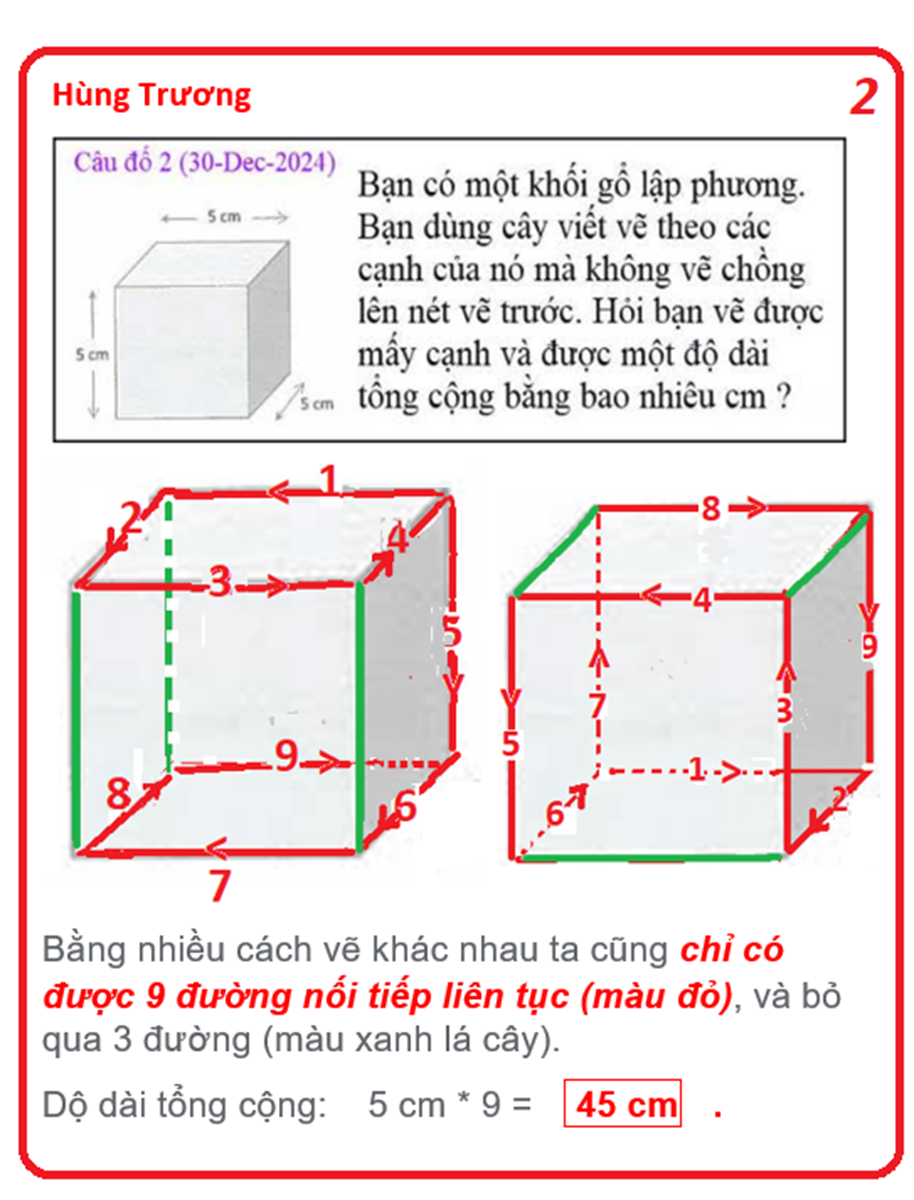 Hùng Trương
2
Câu đố 2 (30-Dec-2024)
5 cm
5 cm
5 cm
Bạn có một khối gổ lập phương.
Bạn dùng cây viết vẽ theo các
cạnh của nó mà không vẽ chồng
lên nét vẽ trước. Hỏi bạn vẽ được
mấy cạnh và được một độ dài
tổng cộng bằng bao nhiêu cm ?
1
2
3
4
5
9
8
6
7
8
4
9
3
7
5
1
2
6
Bằng nhiều cách vẽ khác nhau ta cũng chỉ có
được 9 đường nối tiếp liên tục (màu đỏ), và bỏ
qua 3 đường (màu xanh lá cây).
Dộ dài tổng cộng: 5 cm * 9 = 45 cm .